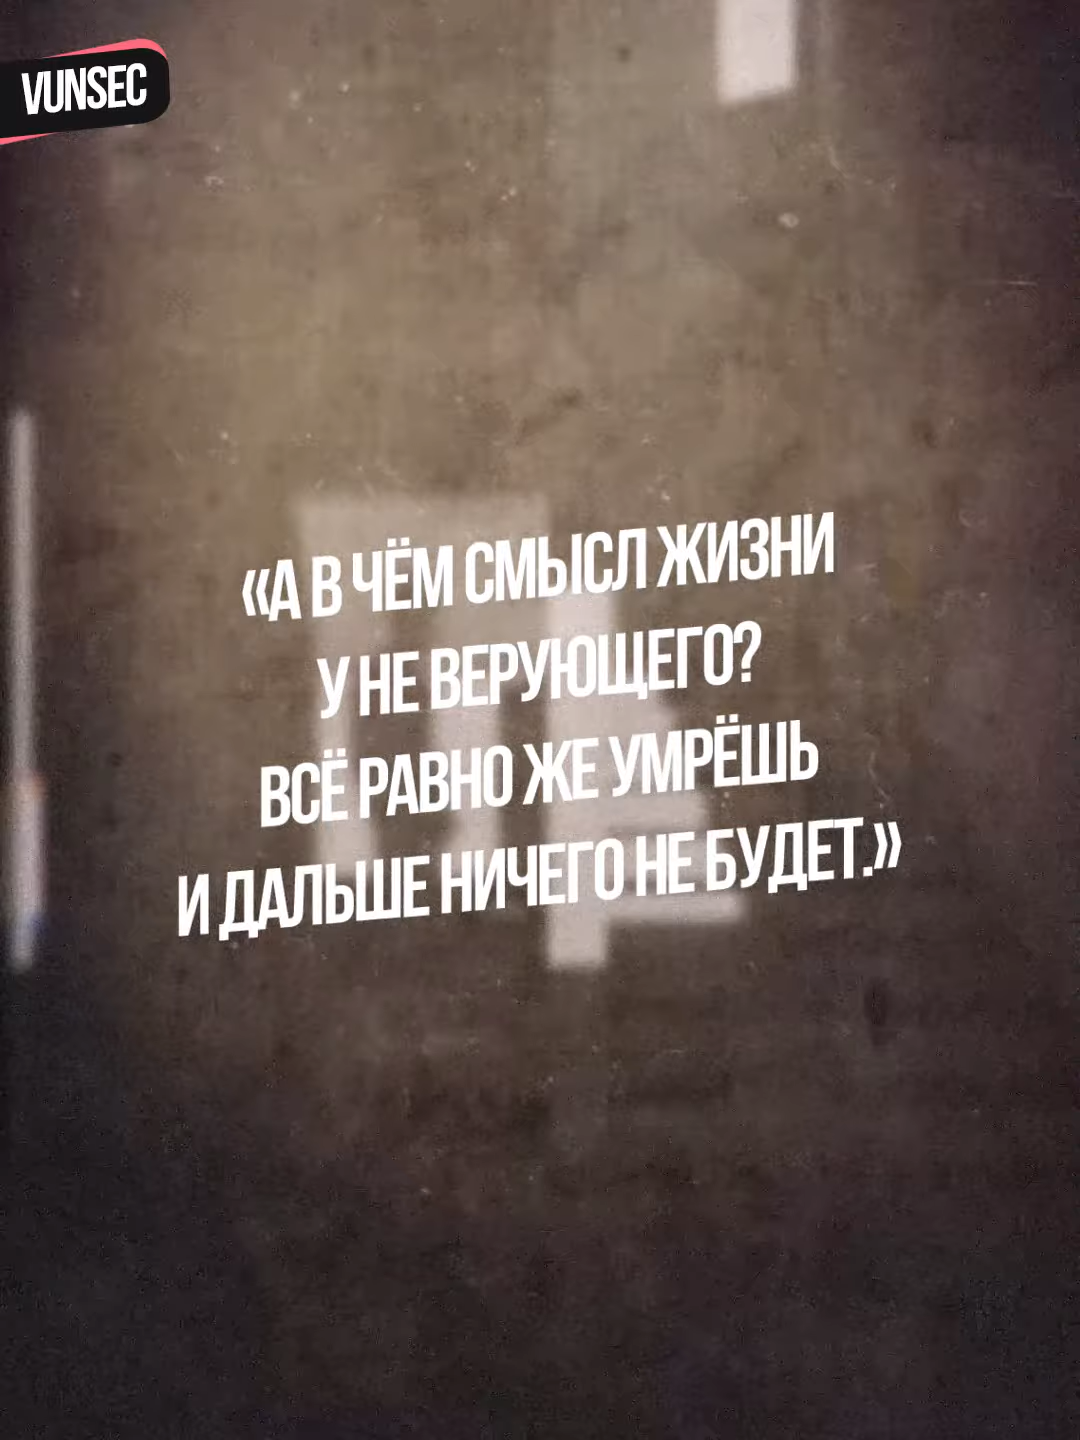 VUNSEC
«А В ЧЁМ СМЫСЛ ЖИЗНИ
У НЕ ВЕРУЮЩЕГО?
ВСЁ РАВНО ЖЕ УМРЁШЬ
И ДАЛЬШЕ НИЧЕГО НЕ БУДЕТ.»